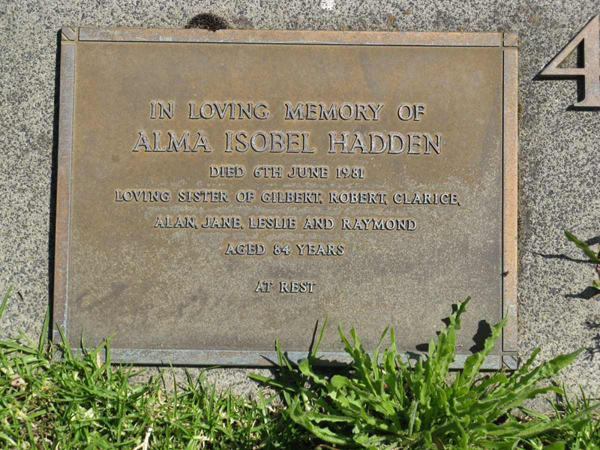 IN LOVING MEMORY OF
ALMA ISOBEL HADDEN
DIED 6TH JUNE 1981
LOVING SISTER OF GILBERT, ROBERT, CLARICE,
ALAN, JANE, LESLIE AND RAYMOND
AGED 84 YEARS
AT REST
4